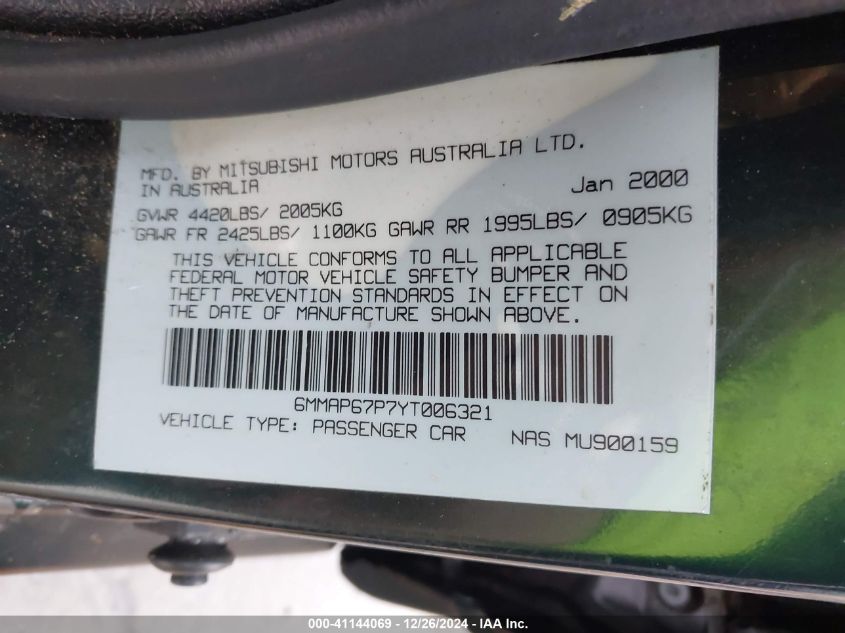 MFD. BY MITSUBISHI MOTORS AUSTRALIA LTD.
IN AUSTRALIA Jan 2000
GVWR 4420LBS/ 2005KG
GAWR FR 2425LBS/ 1100KG GAWR RR 1995LBS/ 0905KG
THIS VEHICLE CONFORMS TO ALL APPLICABLE
FEDERAL MOTOR VEHICLE SAFETY BUMPER AND
THEFT PREVENTION STANDARDS IN EFFECT ON
THE DATE OF MANUFACTURE SHOWN ABOVE.
6MMAP67P7YT006321
VEHICLE TYPE: PASSENGER CAR NAS MU900159
000-41144069 - 12/26/2024 - IAA, Inc.